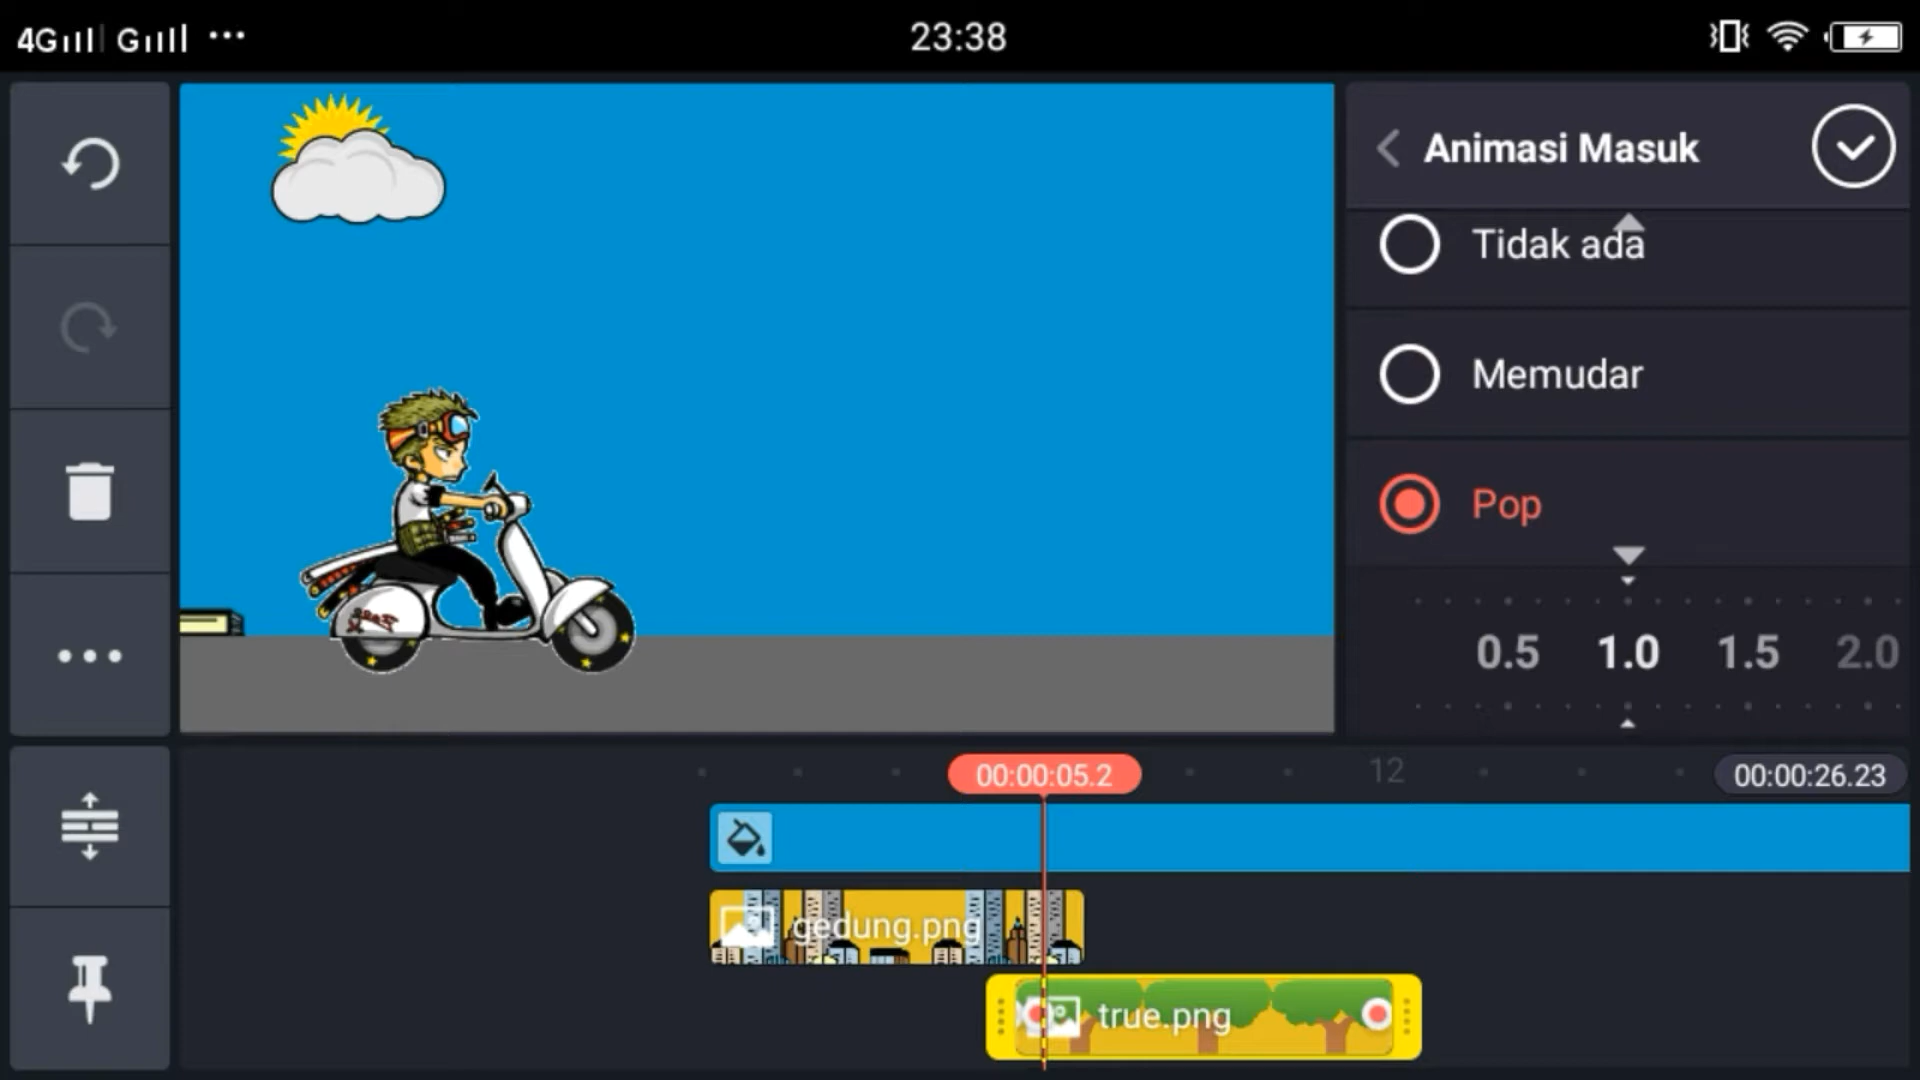 4G G ... 23:38
Animasi Masuk
Tidak ada
Memudar
Pop
0.5 1.0 1.5 2.0
00:00:05.2 12 00:00:26.23
gedung.png
true.png